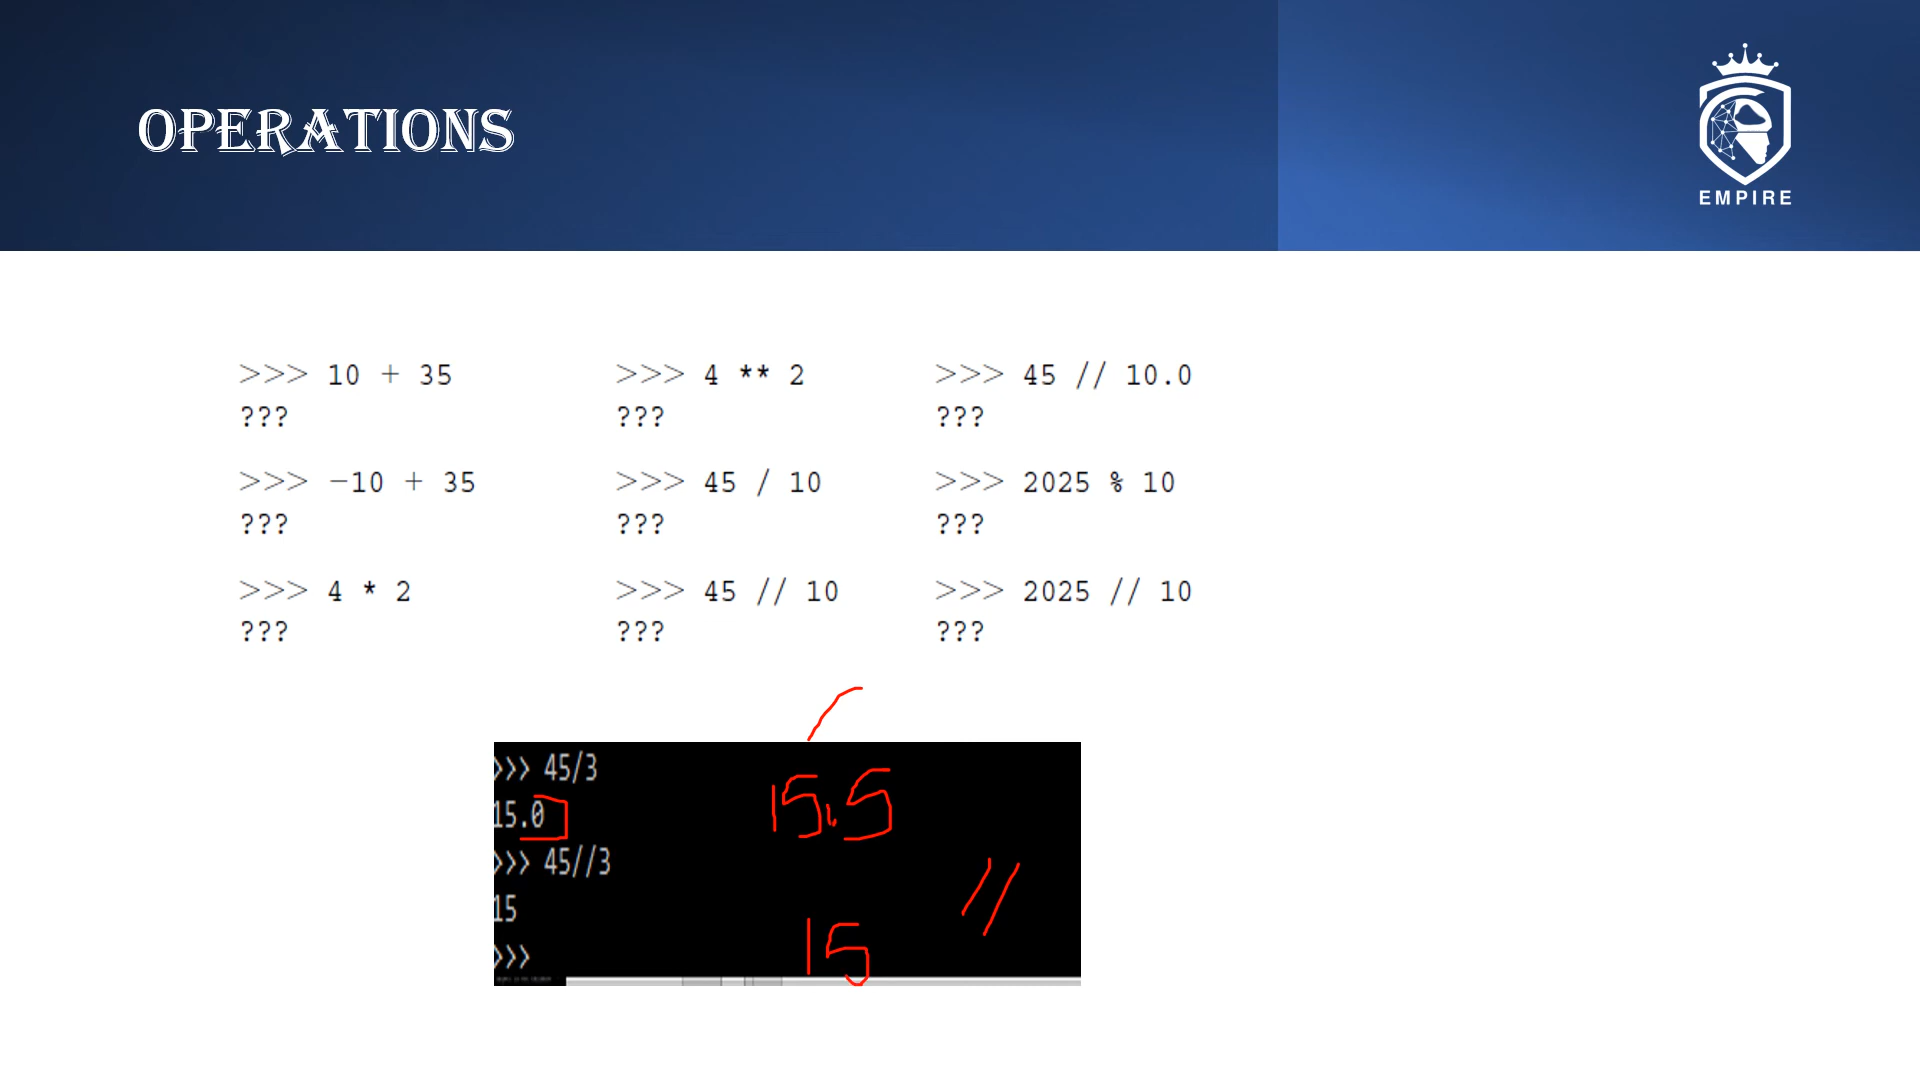 OPERATIONS
EMPIRE
>>> 10 + 35
???
>>> −10 + 35
???
>>> 4 * 2
???
>>> 4 ** 2
???
>>> 45 / 10
???
>>> 45 // 10
???
>>> 45 // 10.0
???
>>> 2025 % 10
???
>>> 2025 // 10
???
>>> 45/3
15.0
>>> 45//3
15
>>>
15.5
//
15